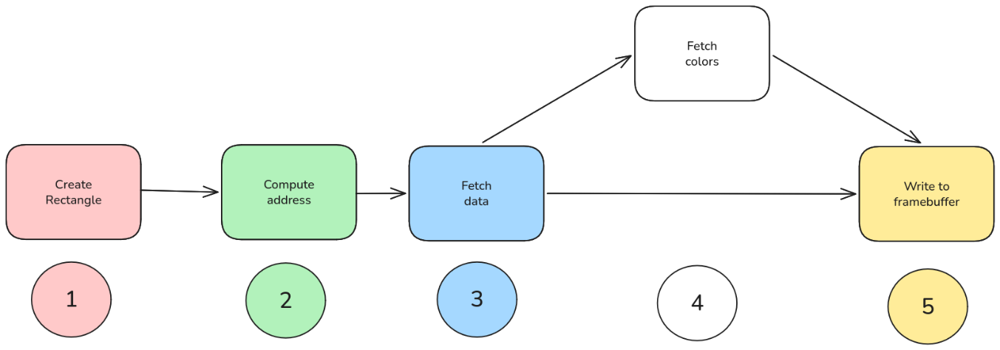 Fetch
colors
Create
Rectangle
Compute
address
Fetch
data
Write to
framebuffer
1
2
3
4
5